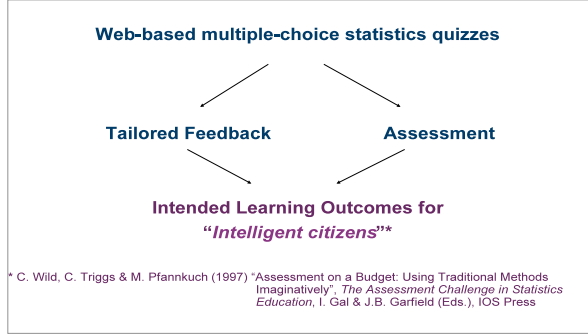 Web-based multiple-choice statistics quizzes
Tailored Feedback
Assessment
Intended Learning Outcomes for
“Intelligent citizens”*
* C. Wild, C. Triggs & M. Pfannkuch (1997) “Assessment on a Budget: Using Traditional Methods
Imaginatively”, The Assessment Challenge in Statistics
Education, I. Gal & J.B. Garfield (Eds.), IOS Press